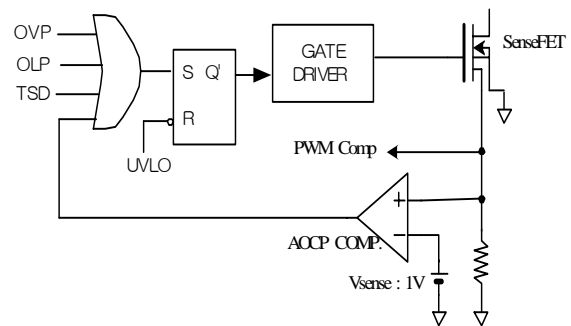 OVP
OLP
TSD
S Q'
R
UVLO
GATE
DRIVER
SenseFET
PWM Comp
+
−
AOCP COMP.
Vsense : 1V